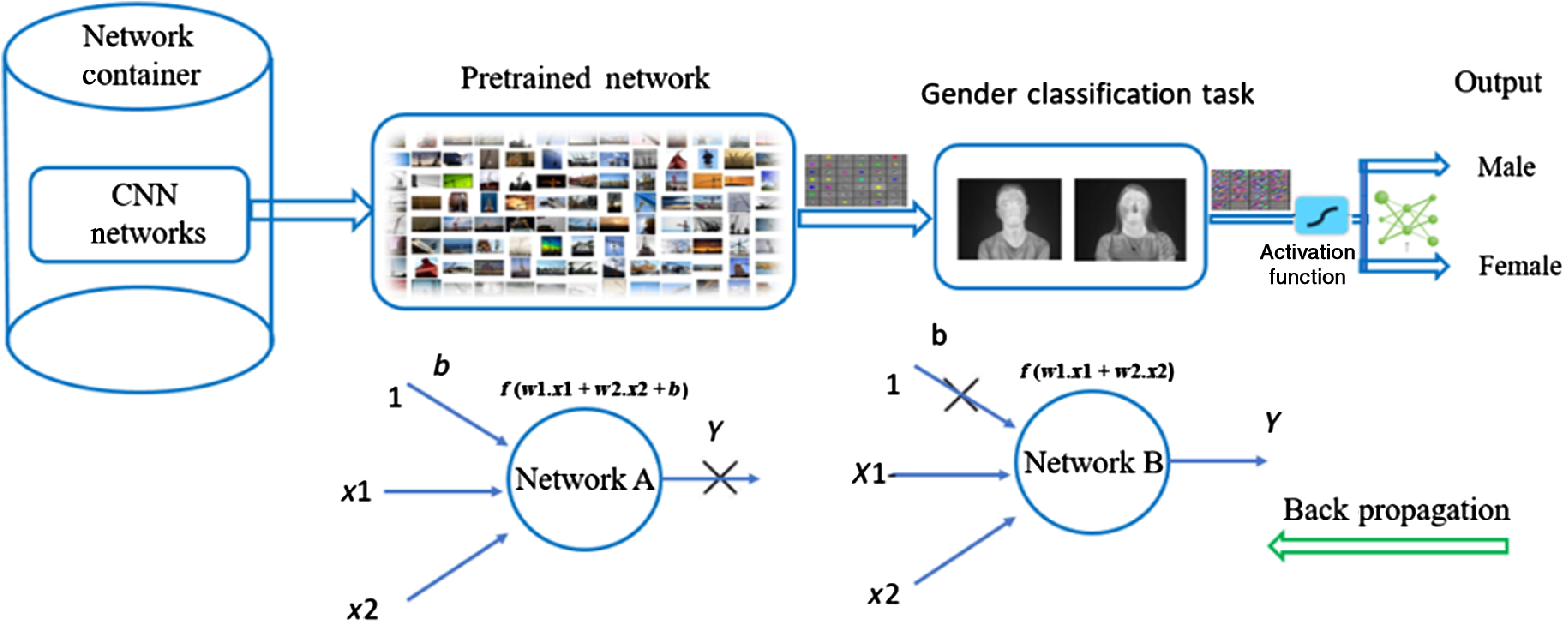 Network
container
CNN
networks
Pretrained network
Gender classification task
Activation
function
Output
Male
Female
b
1
f (w1.x1 + w2.x2 + b)
Network A
x1
x2
Y
b
1
f (w1.x1 + w2.x2)
Network B
X1
x2
Y
Back propagation